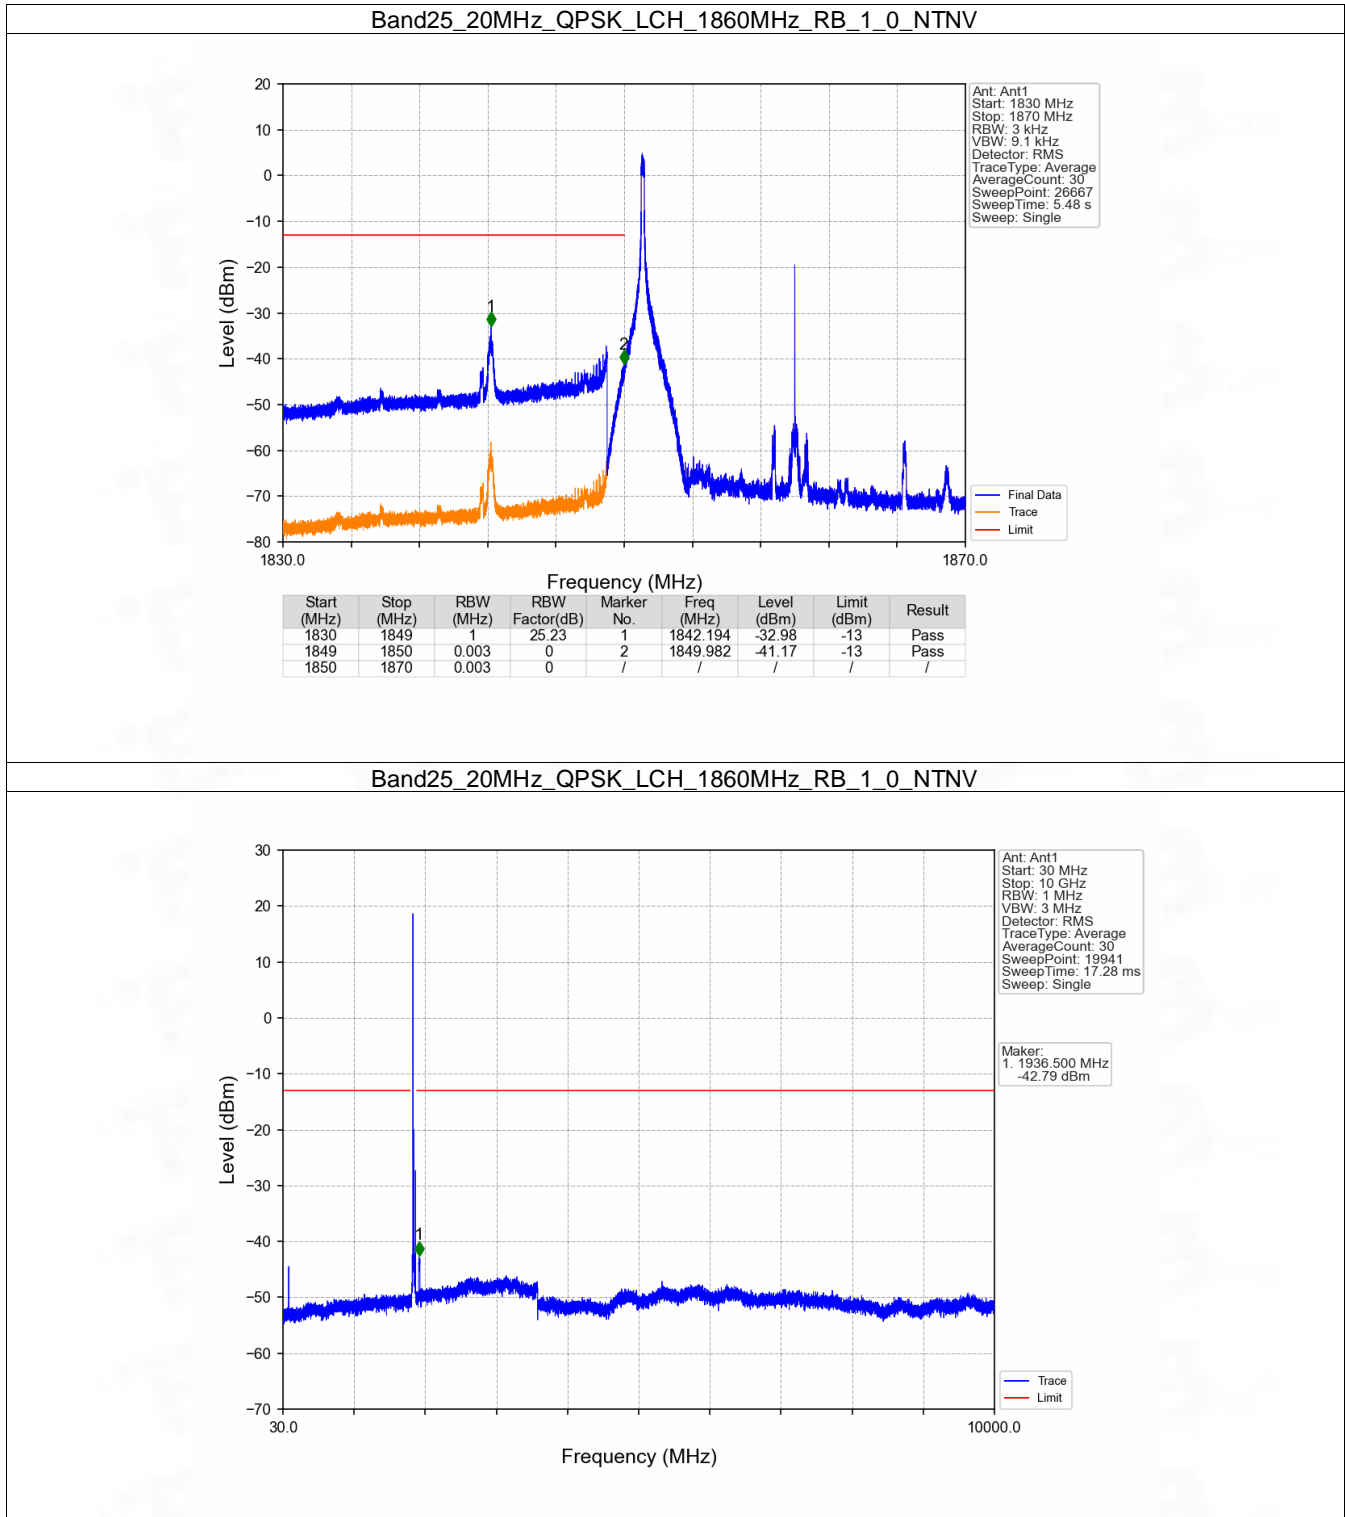 Band25_20MHz_QPSK_LCH_1860MHz_RB_1_0_NTNV
20
10
0
−10
−20
−30
−40
−50
−60
−70
−80
Level (dBm)
1
2
1830.0
1870.0
Frequency (MHz)
Ant: Ant1
Start: 1830 MHz
Stop: 1870 MHz
RBW: 3 kHz
VBW: 9.1 kHz
Detector: RMS
TraceType: Average
AverageCount: 30
SweepPoint: 26667
SweepTime: 5.48 s
Sweep: Single
Final Data
Trace
Limit
Start (MHz) Stop (MHz) RBW (MHz) RBW Factor(dB) Marker No. Freq (MHz) Level (dBm) Limit (dBm) Result
1830 1849 1 25.23 1 1842.194 -32.98 -13 Pass
1849 1850 0.003 0 2 1849.982 -41.17 -13 Pass
1850 1870 0.003 0 / / / / /
Band25_20MHz_QPSK_LCH_1860MHz_RB_1_0_NTNV
30
20
10
0
−10
−20
−30
−40
−50
−60
−70
Level (dBm)
1
30.0
10000.0
Frequency (MHz)
Ant: Ant1
Start: 30 MHz
Stop: 10 GHz
RBW: 1 MHz
VBW: 3 MHz
Detector: RMS
TraceType: Average
AverageCount: 30
SweepPoint: 19941
SweepTime: 17.28 ms
Sweep: Single
Maker:
1. 1936.500 MHz
-42.79 dBm
Trace
Limit